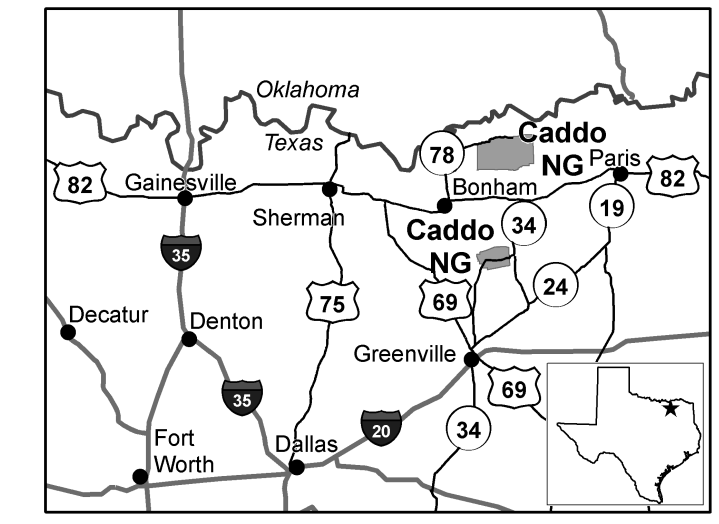 Oklahoma
Texas
Caddo
NG
78
82
Gainesville
Paris
82
Bonham
Sherman
19
34
Caddo
NG
35
24
75
69
Decatur
Denton
Greenville
69
35
20
34
Fort
Worth
Dallas